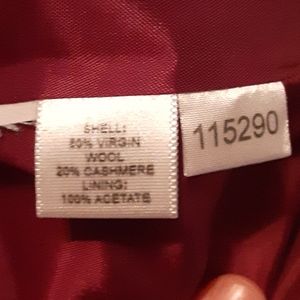 SHELL:
80% VIRGIN
WOOL
20% CASHMERE
LINING:
100% ACETATE
115290